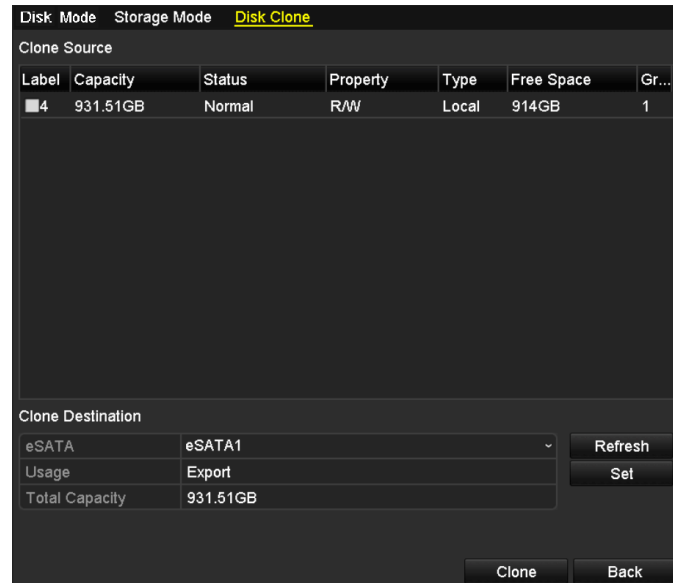 Disk Mode Storage Mode Disk Clone
Clone Source
Label Capacity Status Property Type Free Space Gr...
4 931.51GB Normal R/W Local 914GB 1
Clone Destination
eSATA eSATA1 Refresh
Usage Export Set
Total Capacity 931.51GB
Clone Back